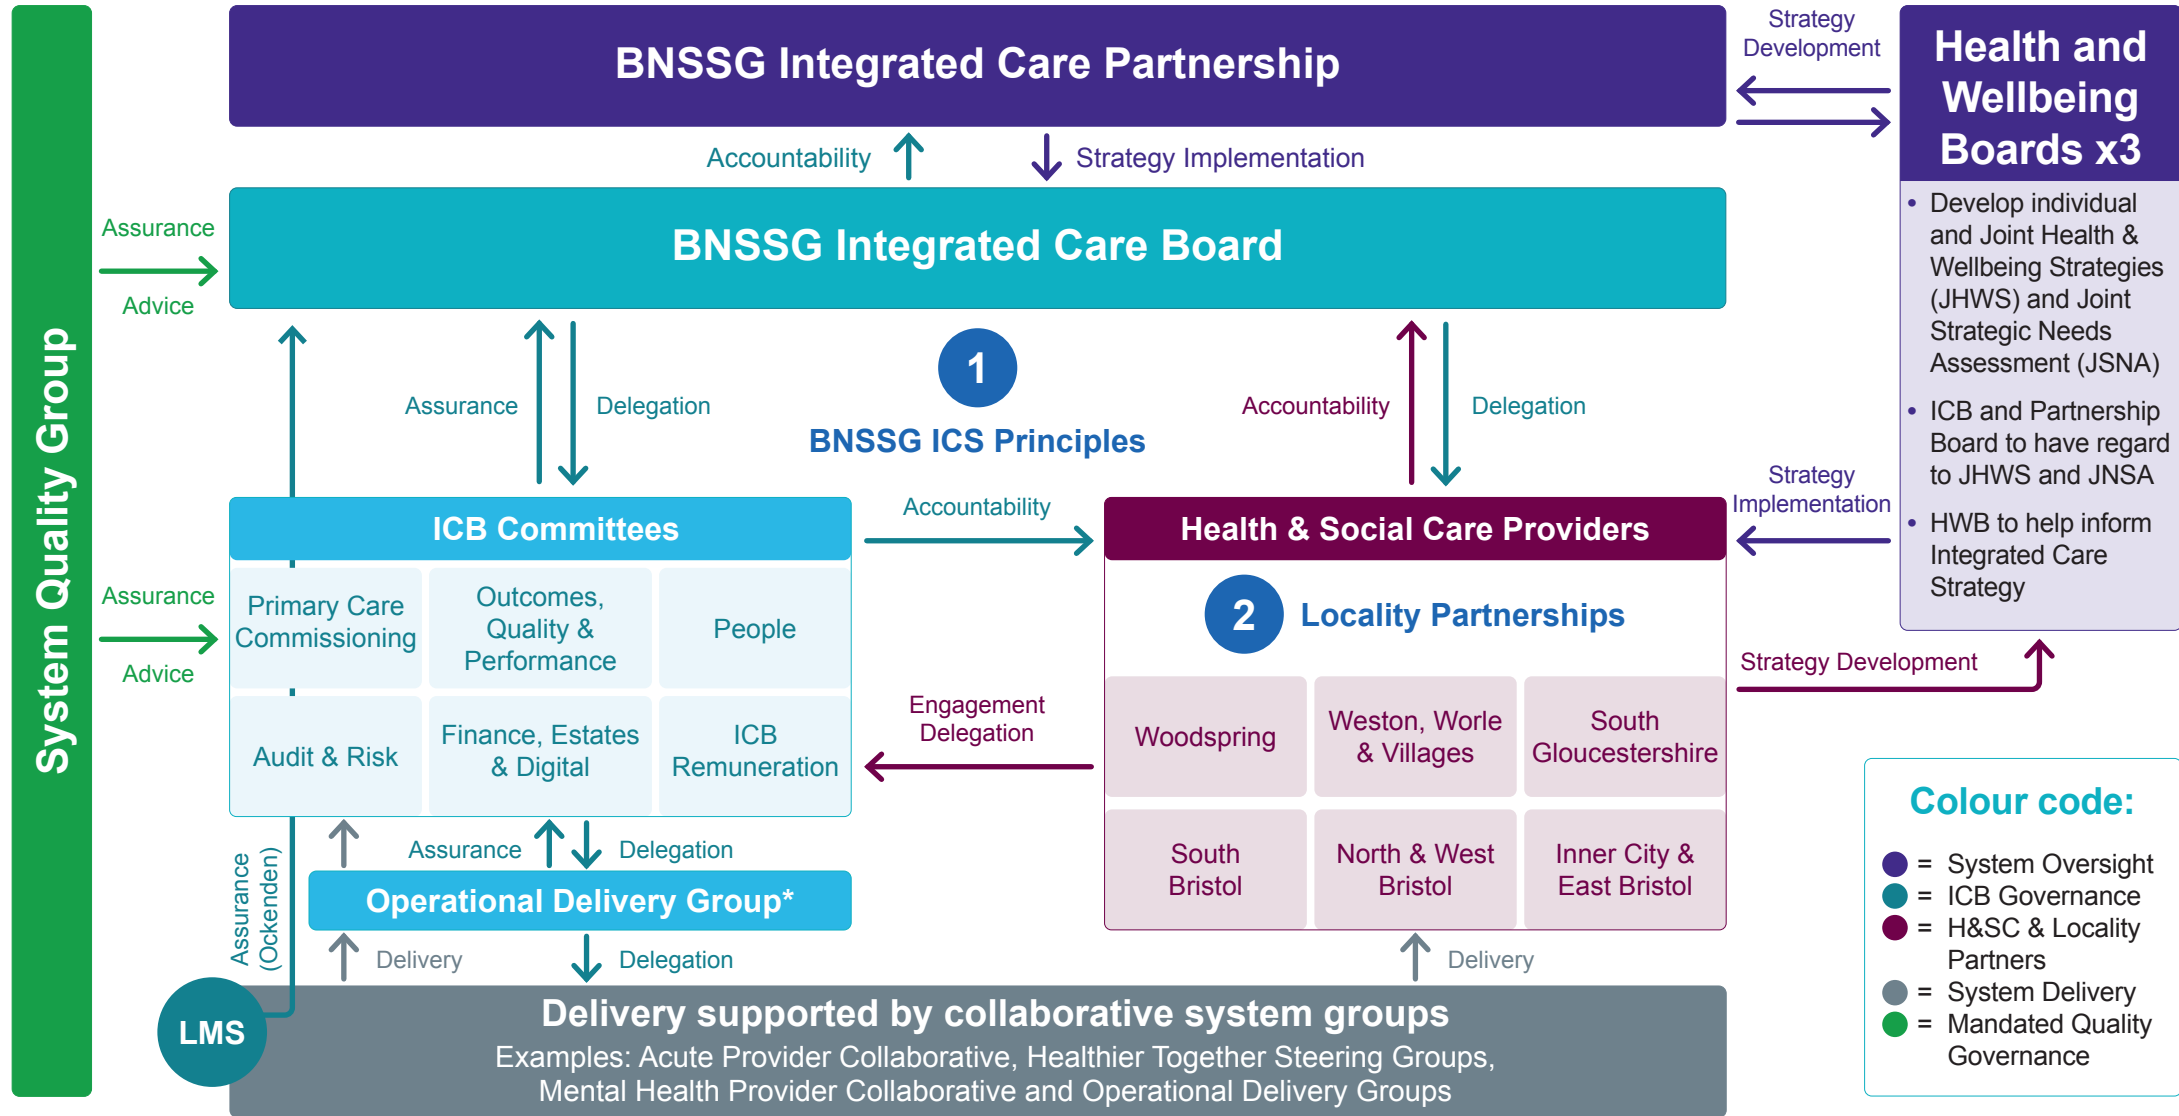 System Quality Group
BNSSG Integrated Care Partnership
Strategy
Development
Health and
Wellbeing
Boards x3
• Develop individual
and Joint Health &
Wellbeing Strategies
(JHWS) and Joint
Strategic Needs
Assessment (JSNA)
• ICB and Partnership
Board to have regard
to JHWS and JNSA
• HWB to help inform
Integrated Care
Strategy
Accountability
Strategy Implementation
Assurance
Advice
BNSSG Integrated Care Board
Assurance
Delegation
1
BNSSG ICS Principles
Accountability
Delegation
Strategy
Implementation
ICB Committees
Accountability
Health & Social Care Providers
Assurance
Advice
Primary Care
Commissioning
Outcomes,
Quality &
Performance
People
Audit & Risk
Finance, Estates
& Digital
ICB
Remuneration
Engagement
Delegation
2
Locality Partnerships
Woodspring
Weston, Worle
& Villages
South
Gloucestershire
South
Bristol
North & West
Bristol
Inner City &
East Bristol
Strategy Development
Assurance
(Ockenden)
Assurance
Delegation
Operational Delivery Group*
Delivery
Delegation
Delivery
LMS
Delivery supported by collaborative system groups
Examples: Acute Provider Collaborative, Healthier Together Steering Groups,
Mental Health Provider Collaborative and Operational Delivery Groups
Colour code:
= System Oversight
= ICB Governance
= H&SC & Locality
Partners
= System Delivery
= Mandated Quality
Governance